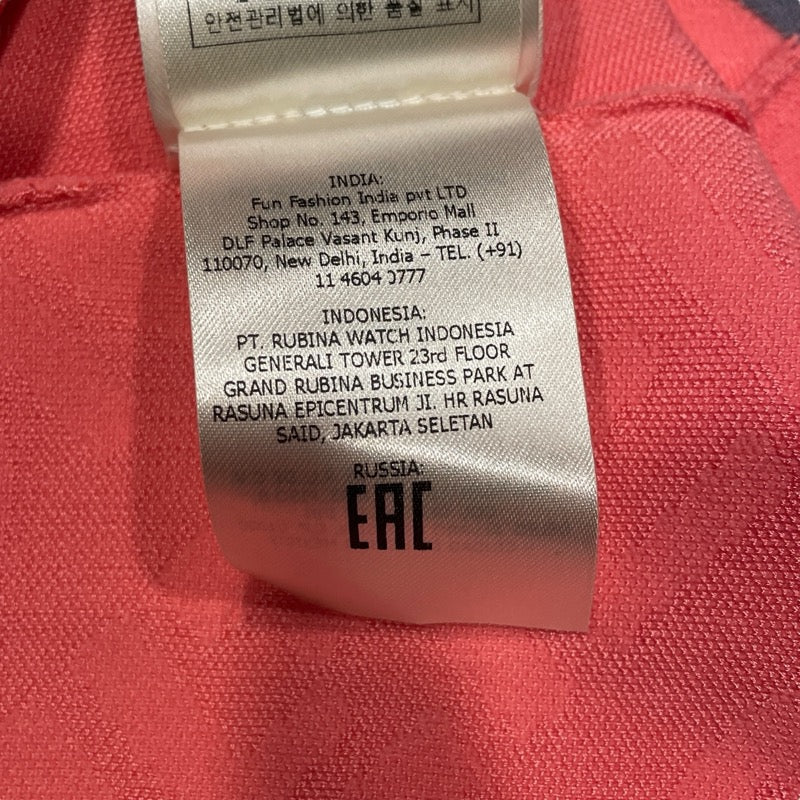 안전관리법에 의한 품질 표시
INDIA:
Fun Fashion India pvt LTD
Shop No. 143, Emporio Mall
DLF Palace Vasant Kunj, Phase II
110070, New Delhi, India – TEL. (+91)
11 4604 0777
INDONESIA:
PT. RUBINA WATCH INDONESIA
GENERALI TOWER 23rd FLOOR
GRAND RUBINA BUSINESS PARK AT
RASUNA EPICENTRUM JI. HR RASUNA
SAID, JAKARTA SELETAN
RUSSIA:
EAC